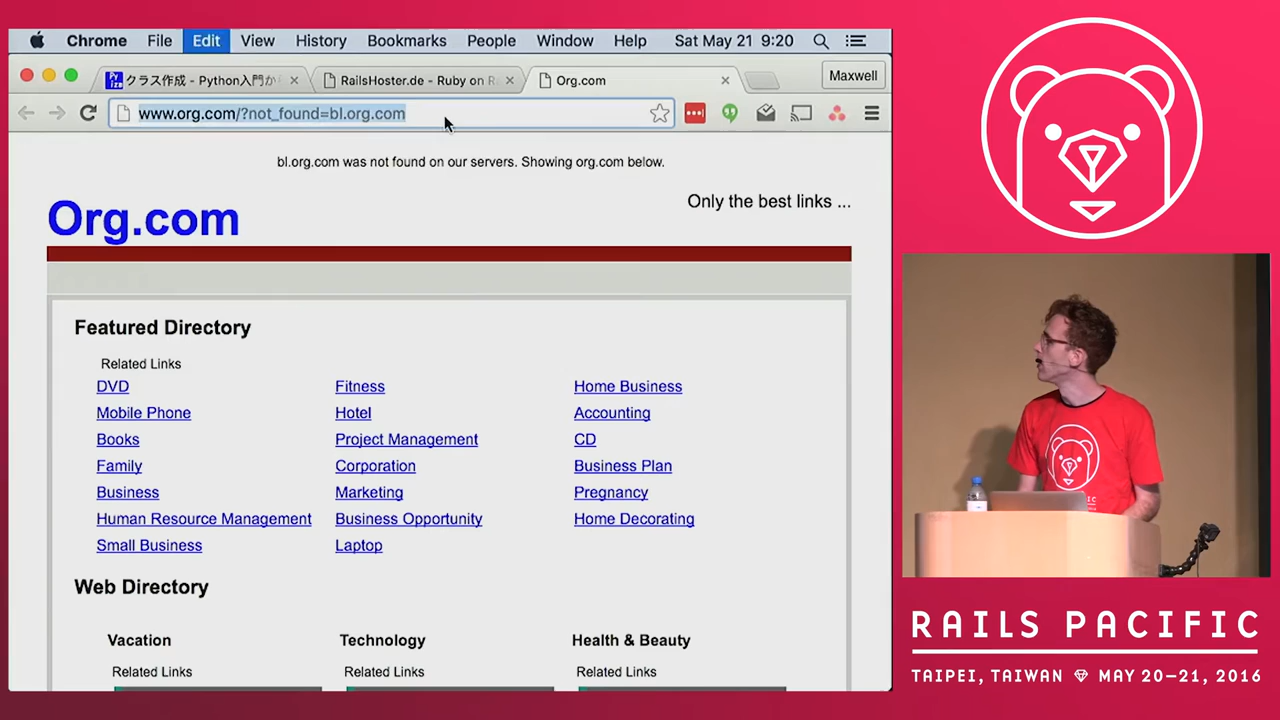 Chrome File Edit View History Bookmarks People Window Help Sat May 21 9:20
クラス作成 - Python入門か
RailsHoster.de - Ruby on R
Org.com
Maxwell
www.org.com/?not_found=bl.org.com
bl.org.com was not found on our servers. Showing org.com below.
Only the best links ...
Org.com
Featured Directory
Related Links
DVD Fitness Home Business
Mobile Phone Hotel Accounting
Books Project Management CD
Family Corporation Business Plan
Business Marketing Pregnancy
Human Resource Management Business Opportunity Home Decorating
Small Business Laptop
Web Directory
Vacation Technology Health & Beauty
Related Links Related Links Related Links
RAILS PACIFIC
TAIPEI, TAIWAN MAY 20–21, 2016